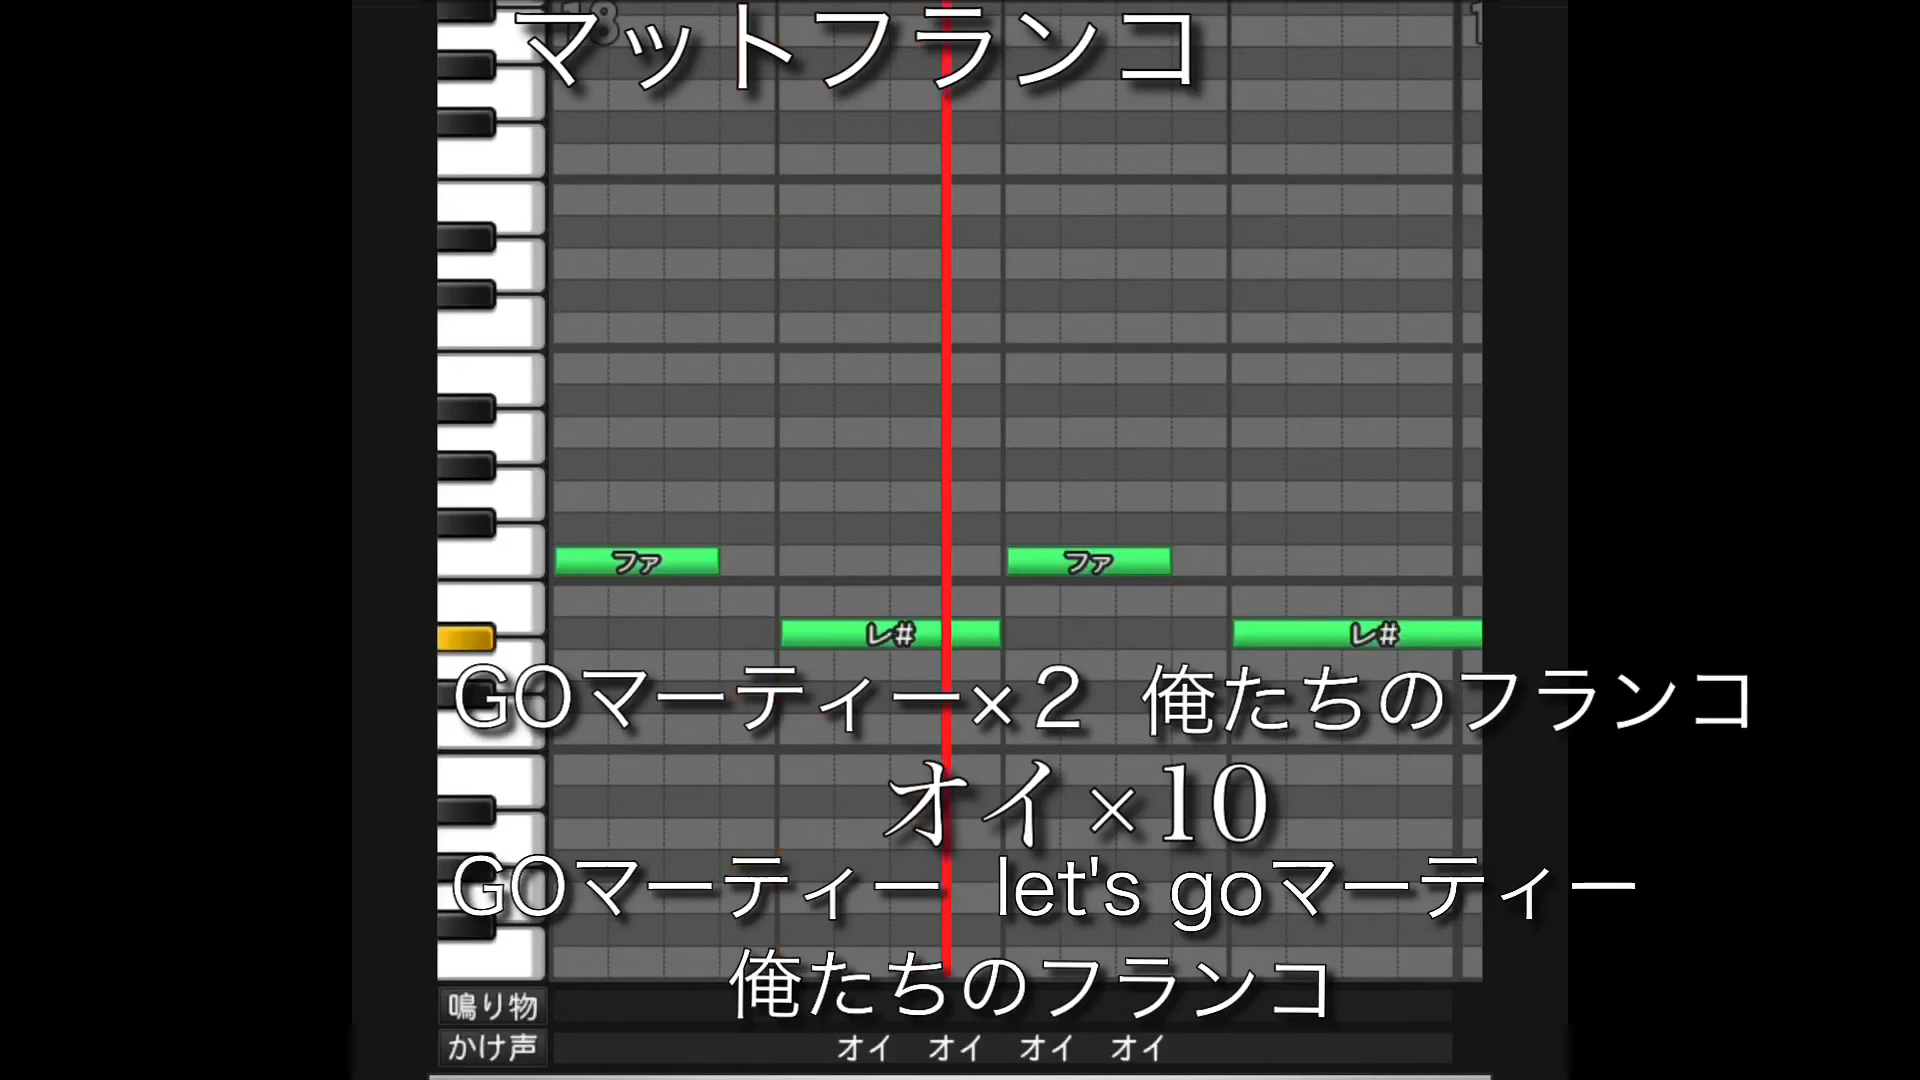 18
マットフランコ
ファ ファ
レ# レ#
GOマーティー×２ 俺たちのフランコ
オイ×10
GOマーティー let's goマーティー
俺たちのフランコ
鳴り物
かけ声 オイ オイ オイ オイ